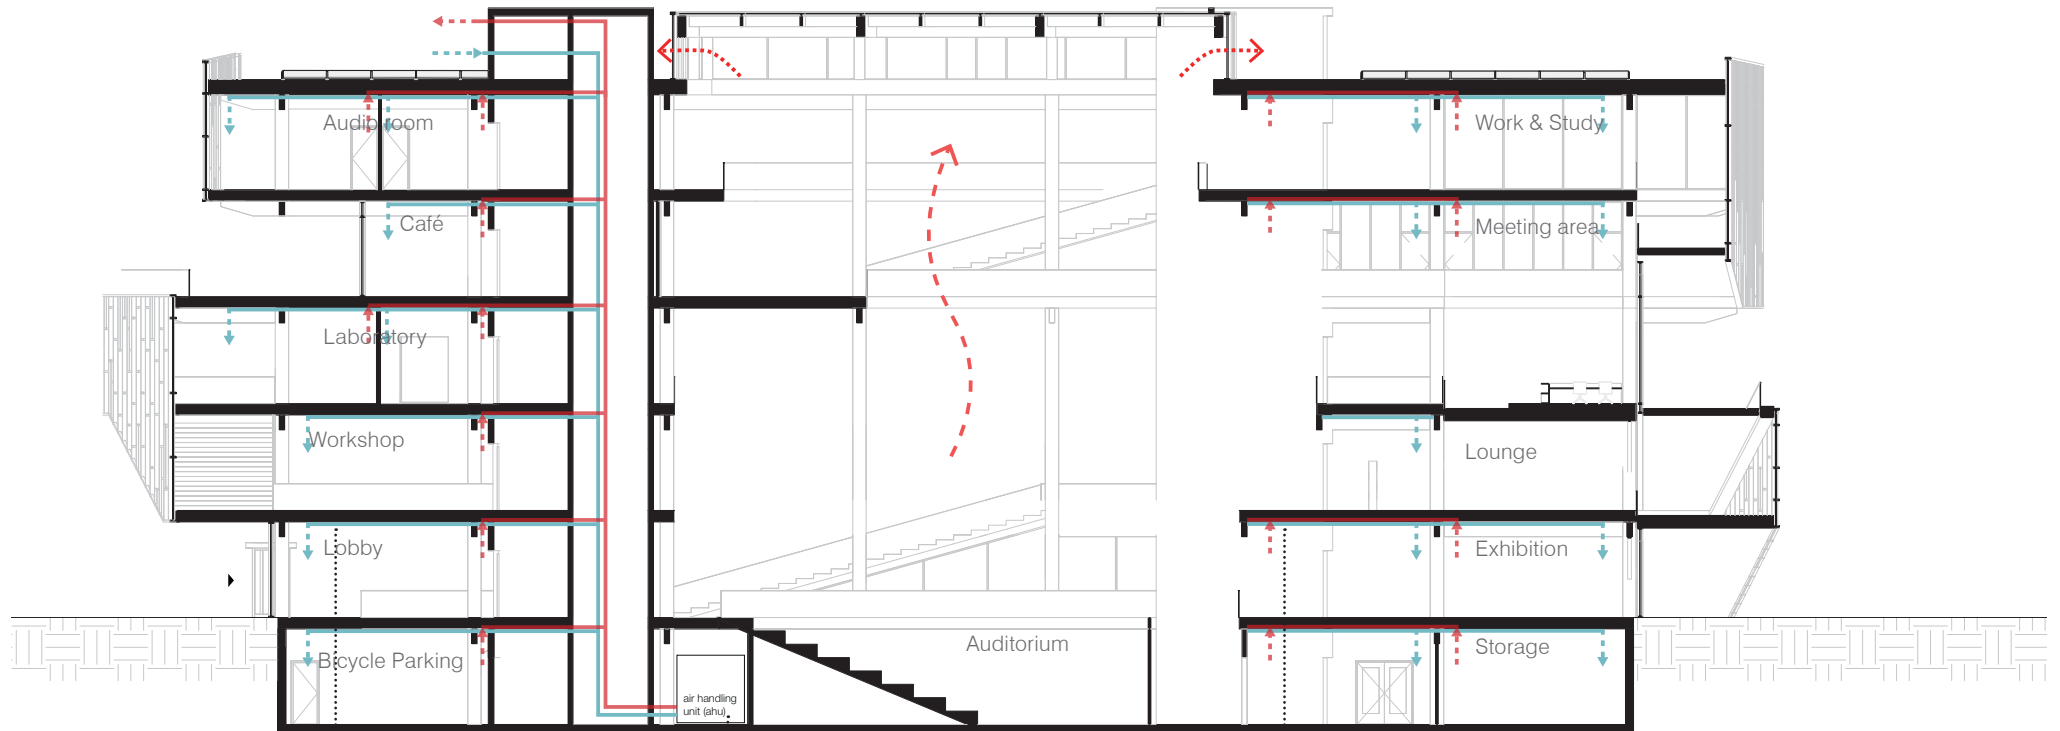 Audio room
Work & Study
Café
Meeting area
Laboratory
Workshop
Lounge
Lobby
Exhibition
Auditorium
Bicycle Parking
Storage
air handling
unit (ahu)